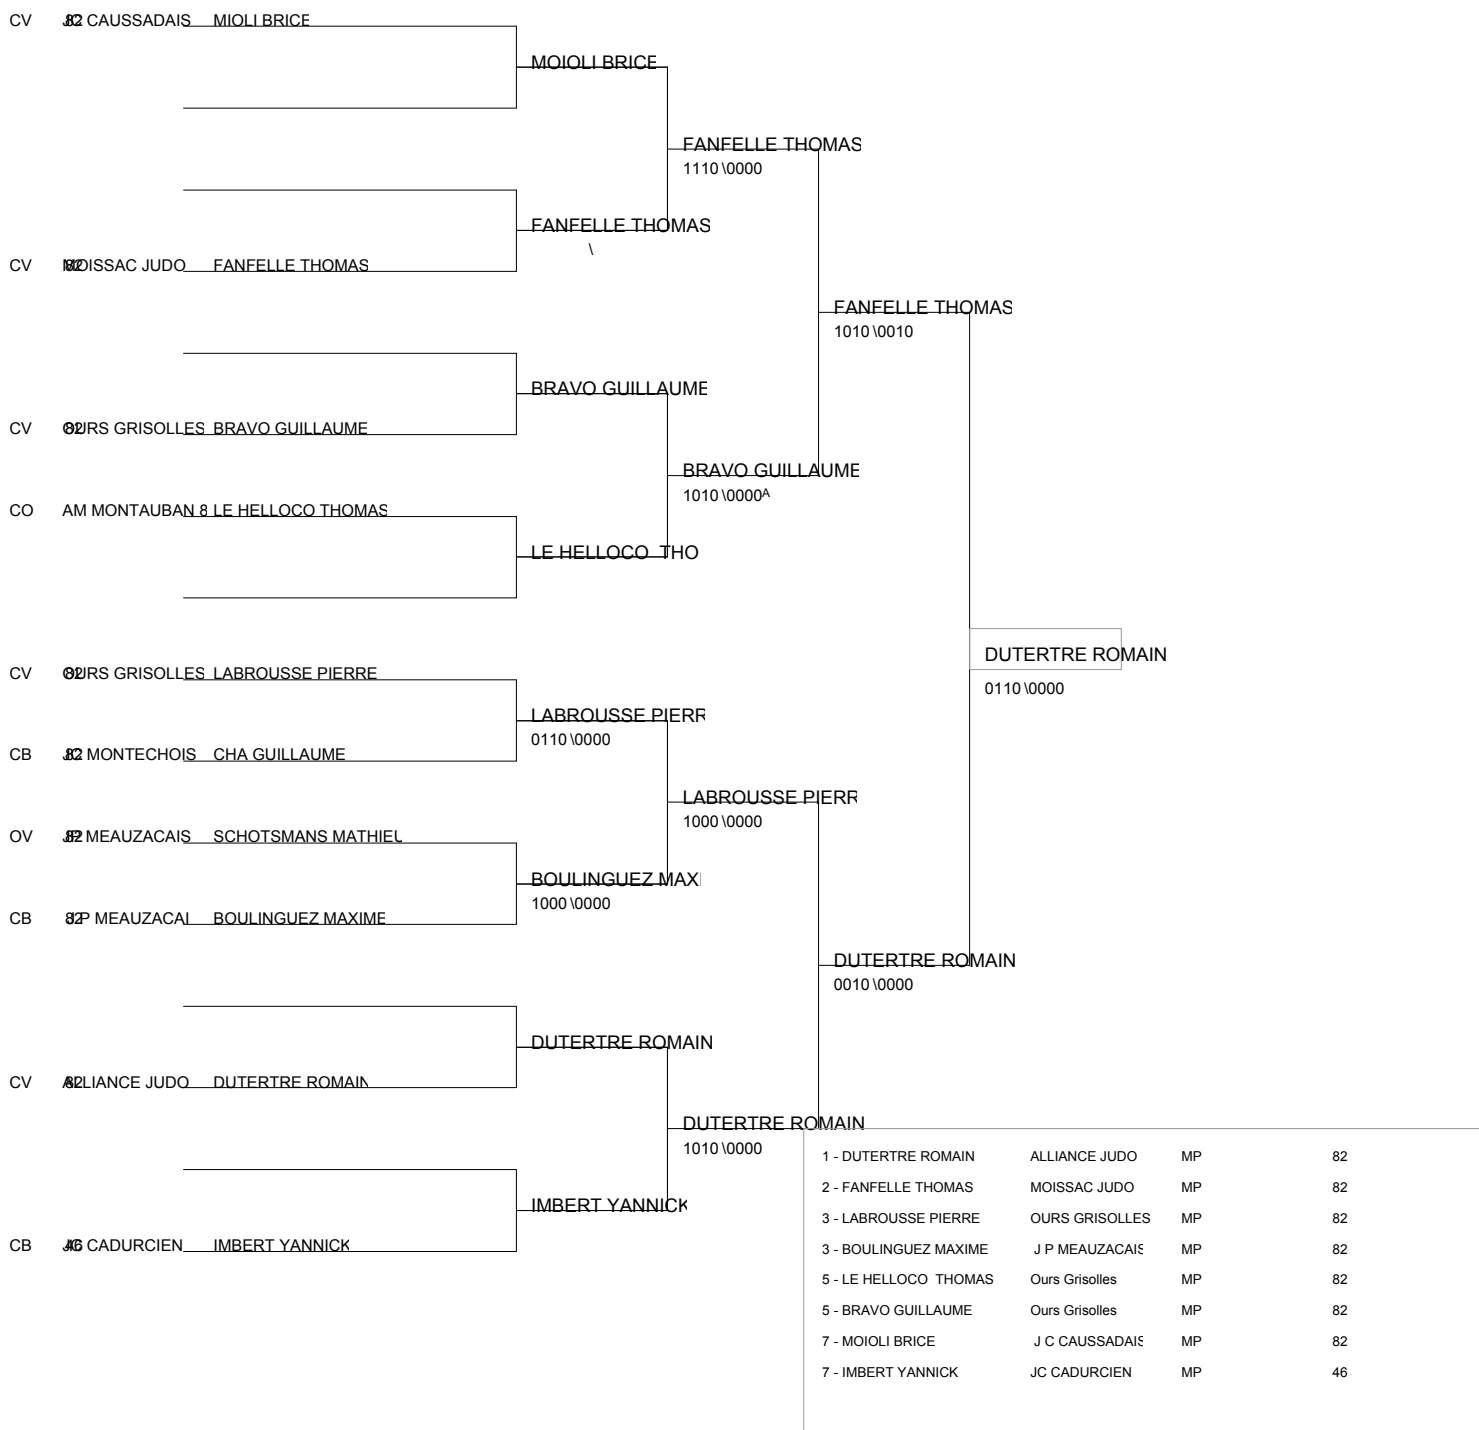 CV 82 JC CAUSSADAIS MIOLI BRICE
MOIOLI BRICE
FANFELLE THOMAS
1110 \0000
FANFELLE THOMAS
\
CV 82 MOISSAC JUDO FANFELLE THOMAS
FANFELLE THOMAS
1010 \0010
BRAVO GUILLAUME
CV 82 OURS GRISOLLES BRAVO GUILLAUME
BRAVO GUILLAUME
1010 \0000A
CO AM MONTAUBAN 8 LE HELLOCO THOMAS
LE HELLOCO THO
DUTERTRE ROMAIN
0110 \0000
CV 82 OURS GRISOLLES LABROUSSE PIERRE
LABROUSSE PIERR
0110 \0000
CB 82 JC MONTECHOIS CHA GUILLAUME
LABROUSSE PIERR
1000 \0000
OV 82 JP MEAUZACAIS SCHOTSMANS MATHIEU
BOULINGUEZ MAXI
1000 \0000
CB 82 J P MEAUZACAI BOULINGUEZ MAXIME
DUTERTRE ROMAIN
0010 \0000
DUTERTRE ROMAIN
CV 82 ALLIANCE JUDO DUTERTRE ROMAIN
DUTERTRE ROMAIN
1010 \0000
IMBERT YANNICK
CB 46 JC CADURCIEN IMBERT YANNICK
1 - DUTERTRE ROMAIN ALLIANCE JUDO MP 82
2 - FANFELLE THOMAS MOISSAC JUDO MP 82
3 - LABROUSSE PIERRE OURS GRISOLLES MP 82
3 - BOULINGUEZ MAXIME J P MEAUZACAIS MP 82
5 - LE HELLOCO THOMAS Ours Grisolles MP 82
5 - BRAVO GUILLAUME Ours Grisolles MP 82
7 - MOIOLI BRICE J C CAUSSADAIS MP 82
7 - IMBERT YANNICK JC CADURCIEN MP 46